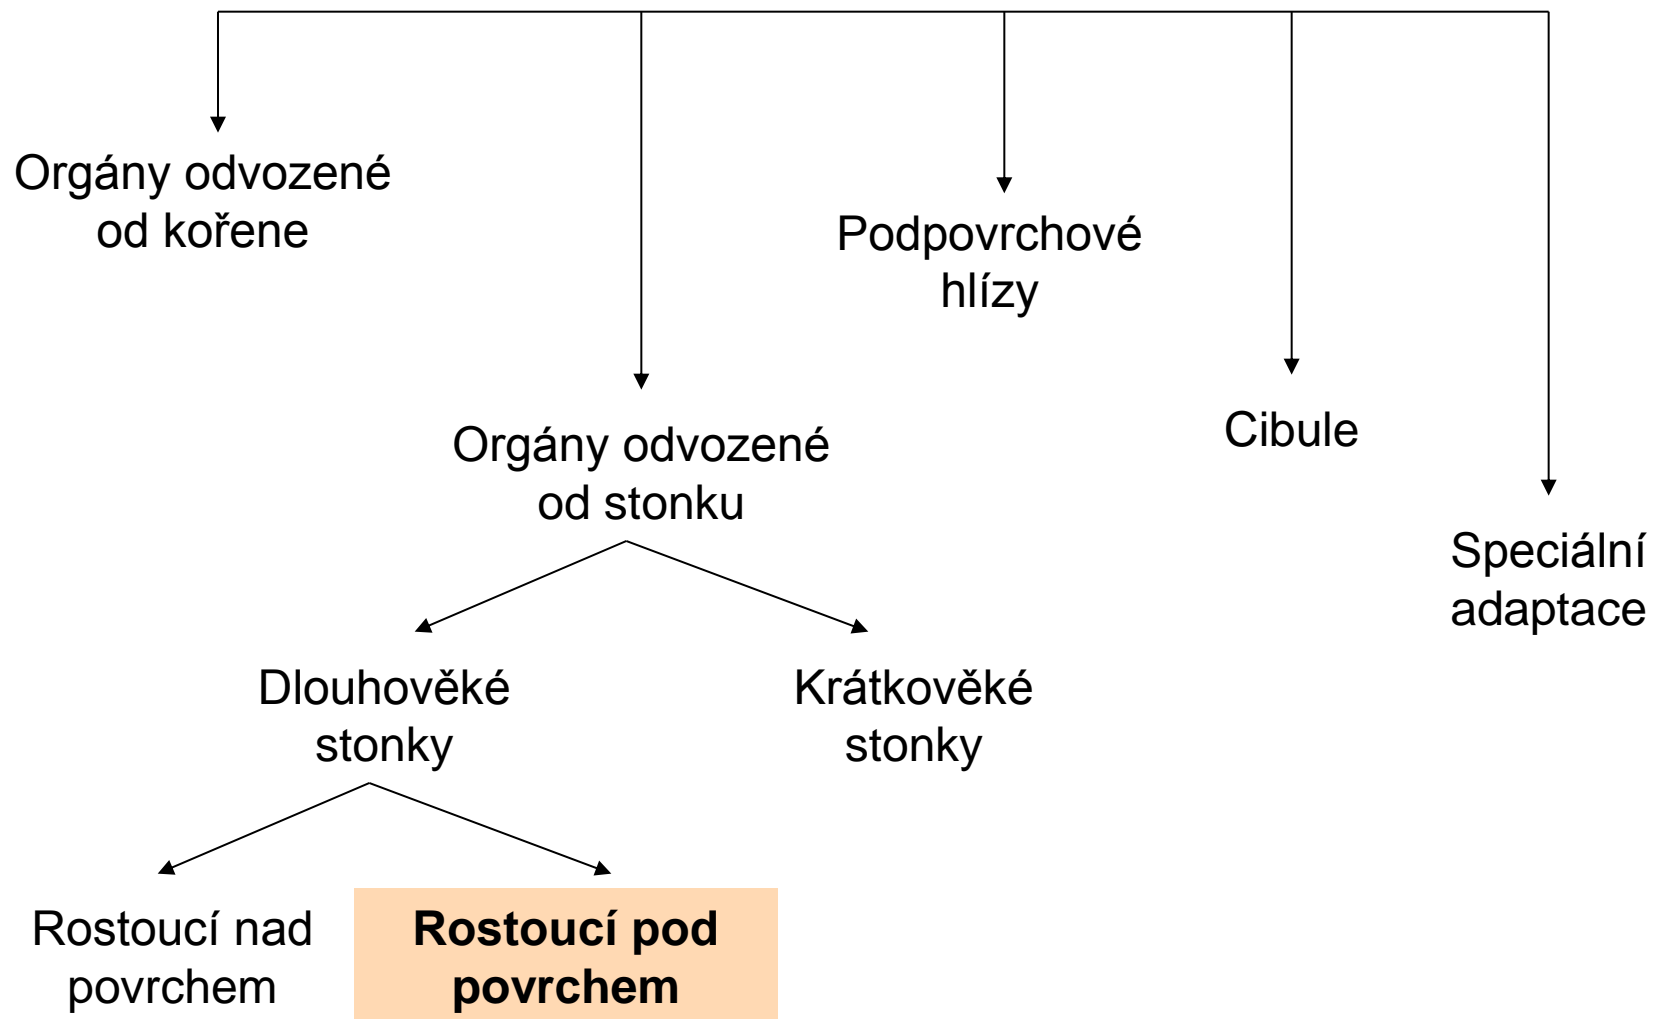 Orgány odvozené
od kořene
Podpovrchové
hlízy
Orgány odvozené
od stonku
Cibule
Speciální
adaptace
Dlouhověké
stonky
Krátkověké
stonky
Rostoucí nad
povrchem
Rostoucí pod
povrchem